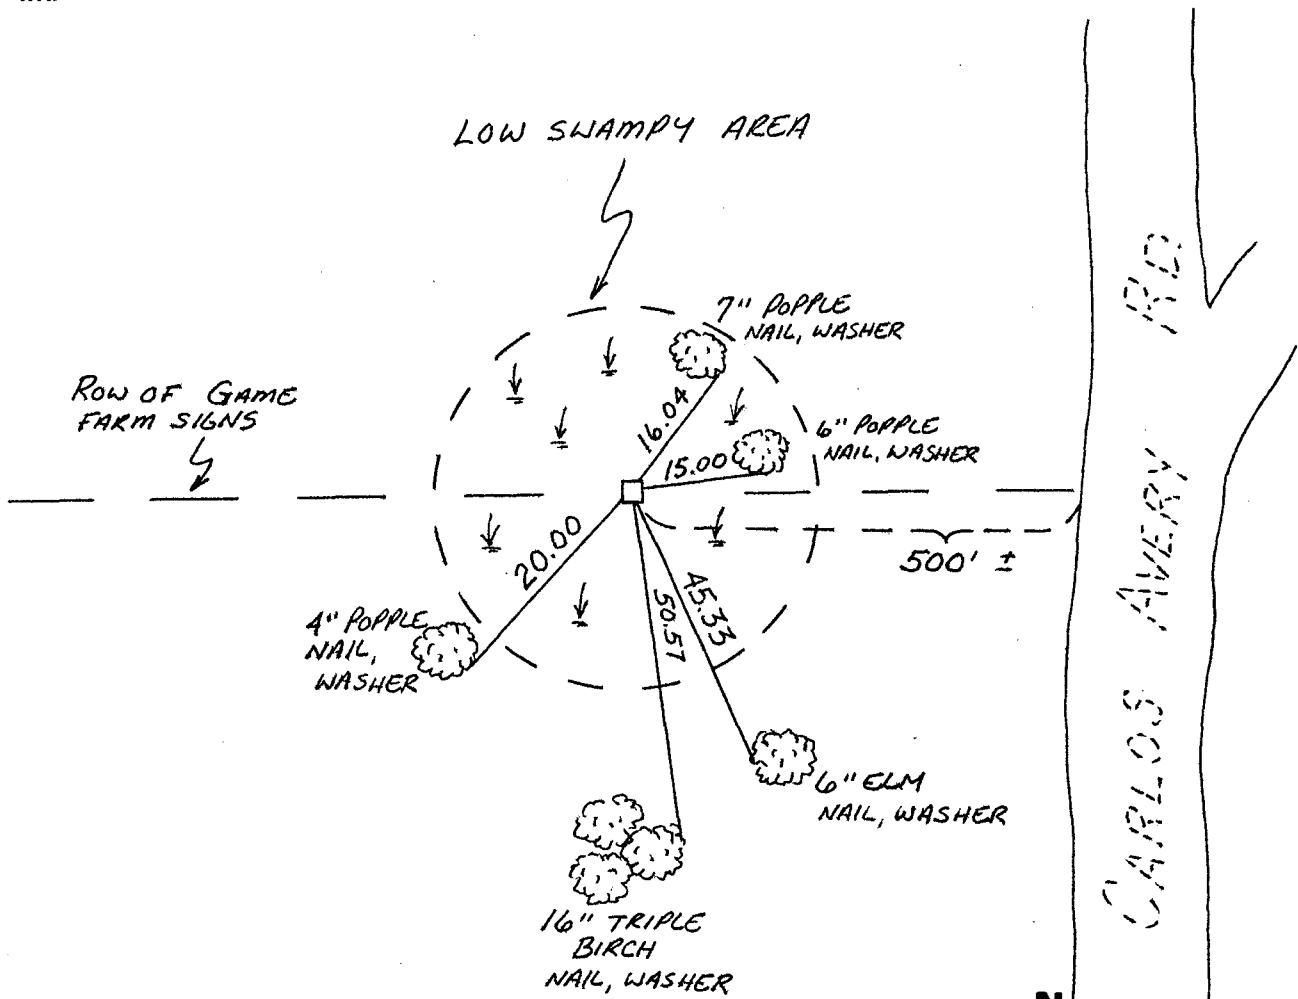 LOW SWAMPY AREA
7" POPPLE
NAIL, WASHER
ROW OF GAME
FARM SIGNS
16.04
6" POPPLE
NAIL, WASHER
15.00
20.00
500' ±
45.33
50.57
4" POPPLE
NAIL,
WASHER
6" ELM
NAIL, WASHER
16" TRIPLE
BIRCH
NAIL, WASHER
CARLOS AVERY RD
N